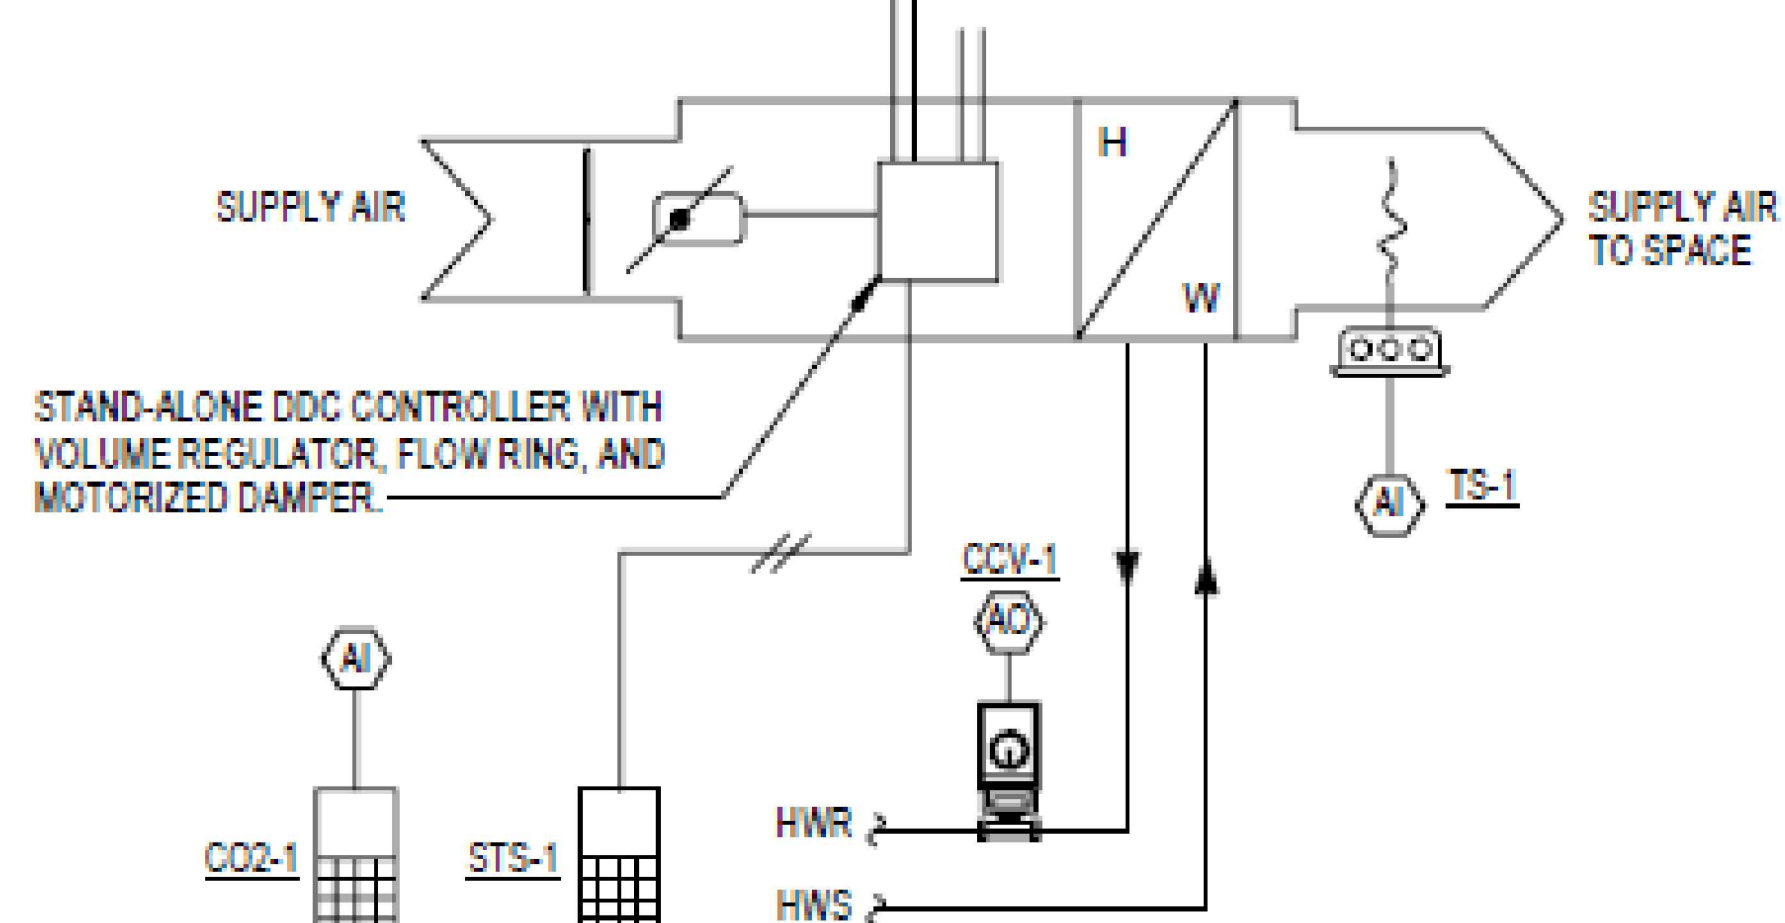 H
SUPPLY AIR
SUPPLY AIR
TO SPACE
W
STAND-ALONE DDC CONTROLLER WITH
VOLUME REGULATOR, FLOW RING, AND
MOTORIZED DAMPER.
AI
TS-1
CCV-1
AO
AI
HWR
CO2-1
STS-1
HWS